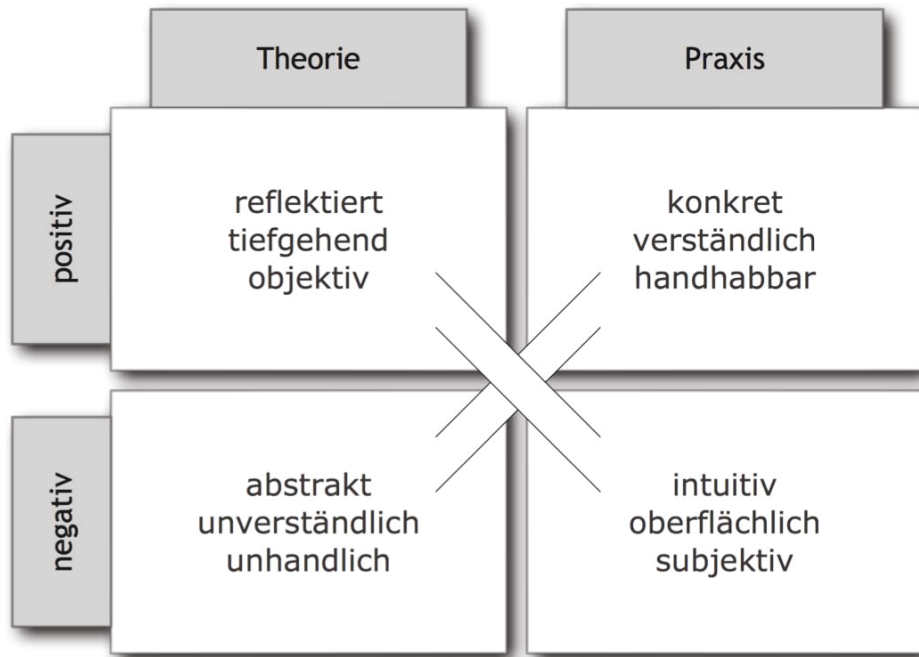 Theorie
Praxis
positiv
reflektiert
tiefgehend
objektiv
konkret
verständlich
handhabbar
negativ
abstrakt
unverständlich
unhandlich
intuitiv
oberflächlich
subjektiv